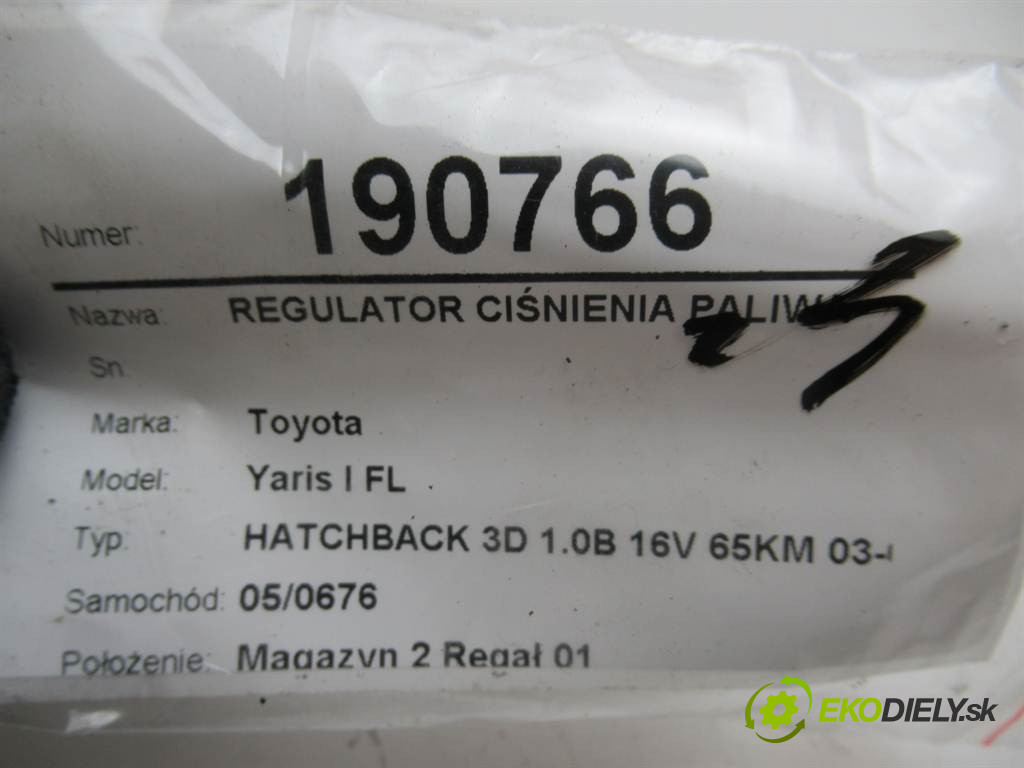 Numer: 190766
Nazwa: REGULATOR CIŚNIENIA PALIW
Sn
Marka: Toyota
Model: Yaris I FL
Typ: HATCHBACK 3D 1.0B 16V 65KM 03-
Samochód: 05/0676
Położenie: Magazyn 2 Regał 01
EKODIELY.sk